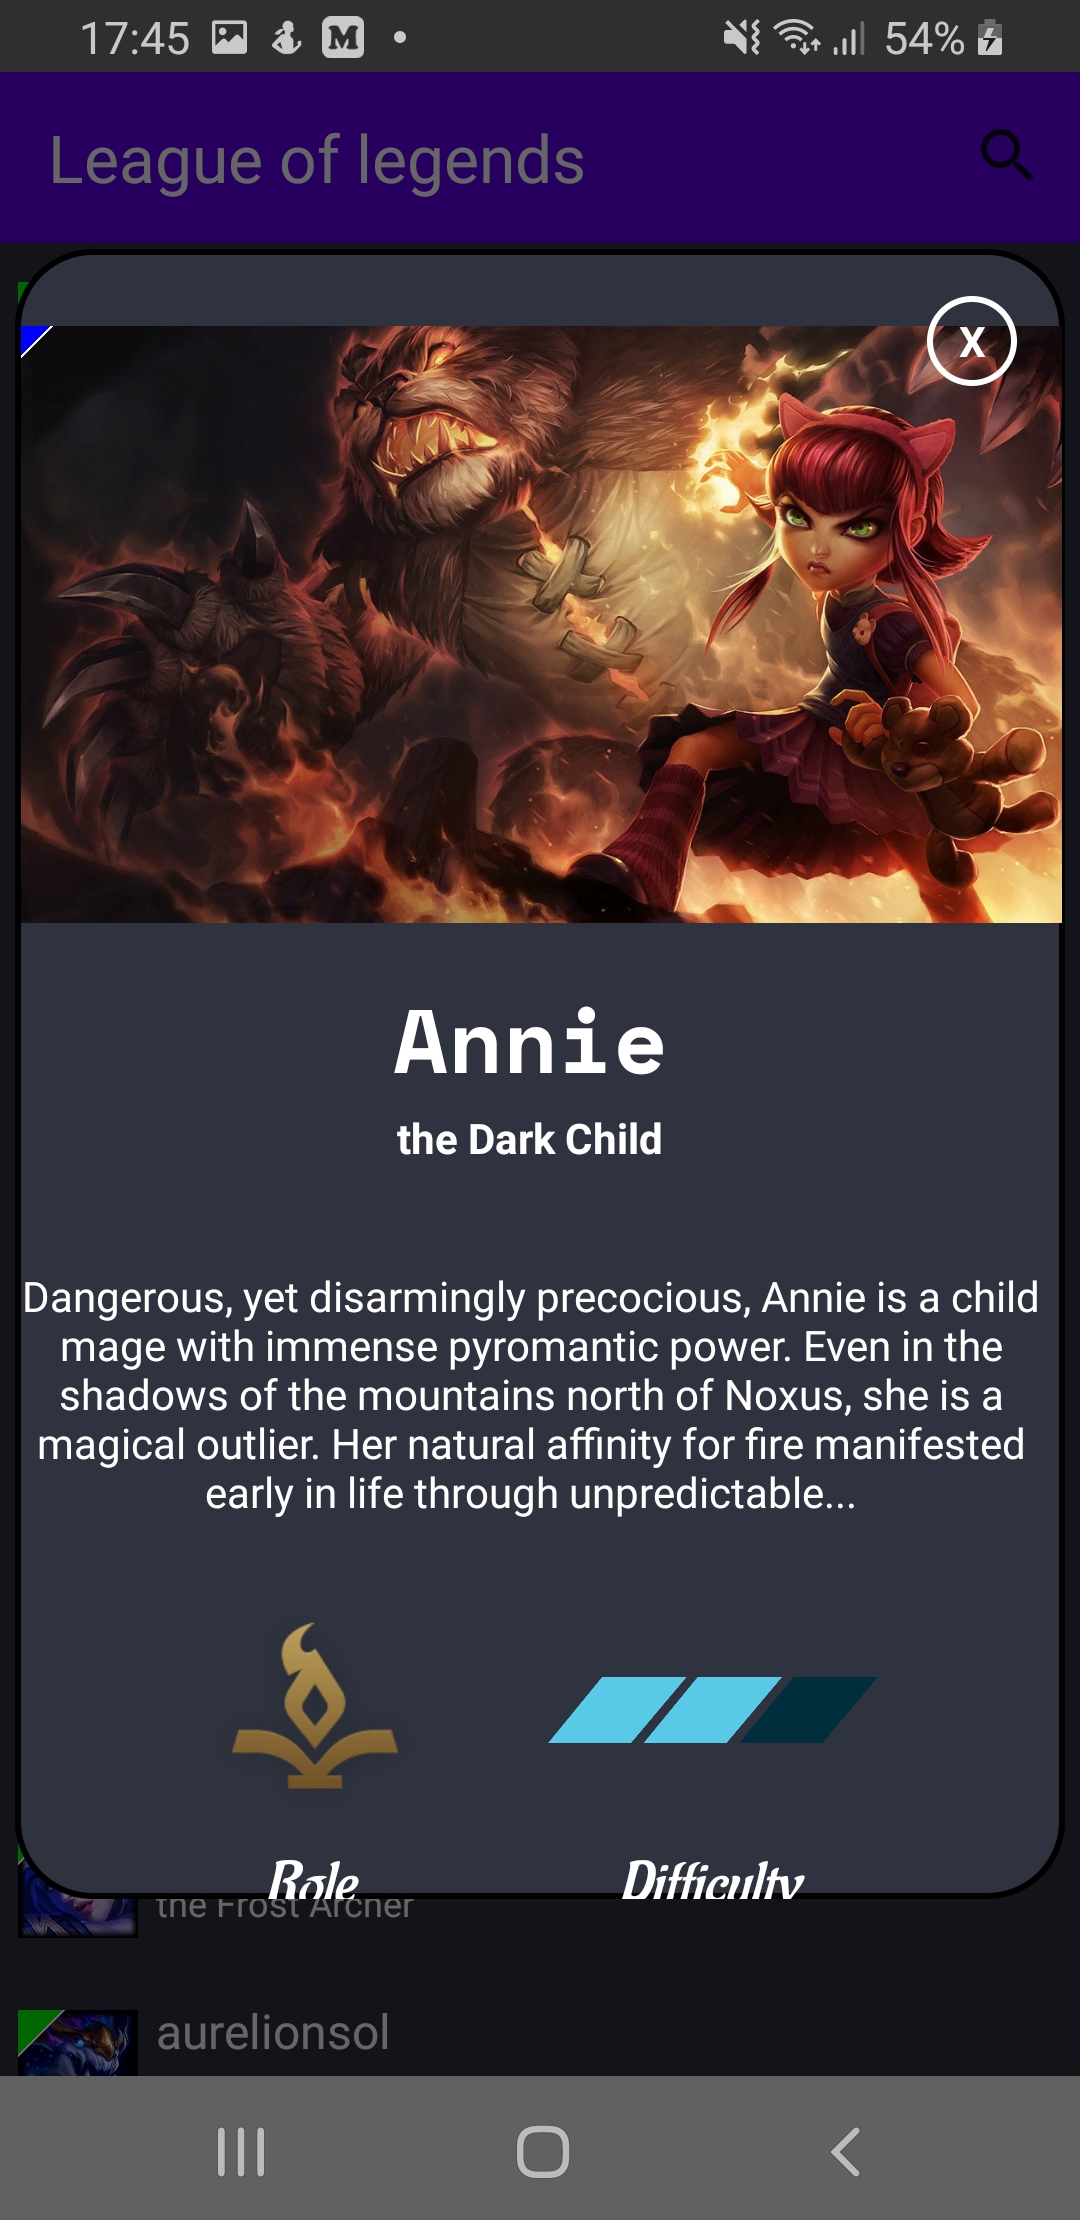 17:45
M
54%
League of legends
X
Annie
the Dark Child
Dangerous, yet disarmingly precocious, Annie is a child
mage with immense pyromantic power. Even in the
shadows of the mountains north of Noxus, she is a
magical outlier. Her natural affinity for fire manifested
early in life through unpredictable...
Role
Difficulty
the Frost Archer
aurelionsol